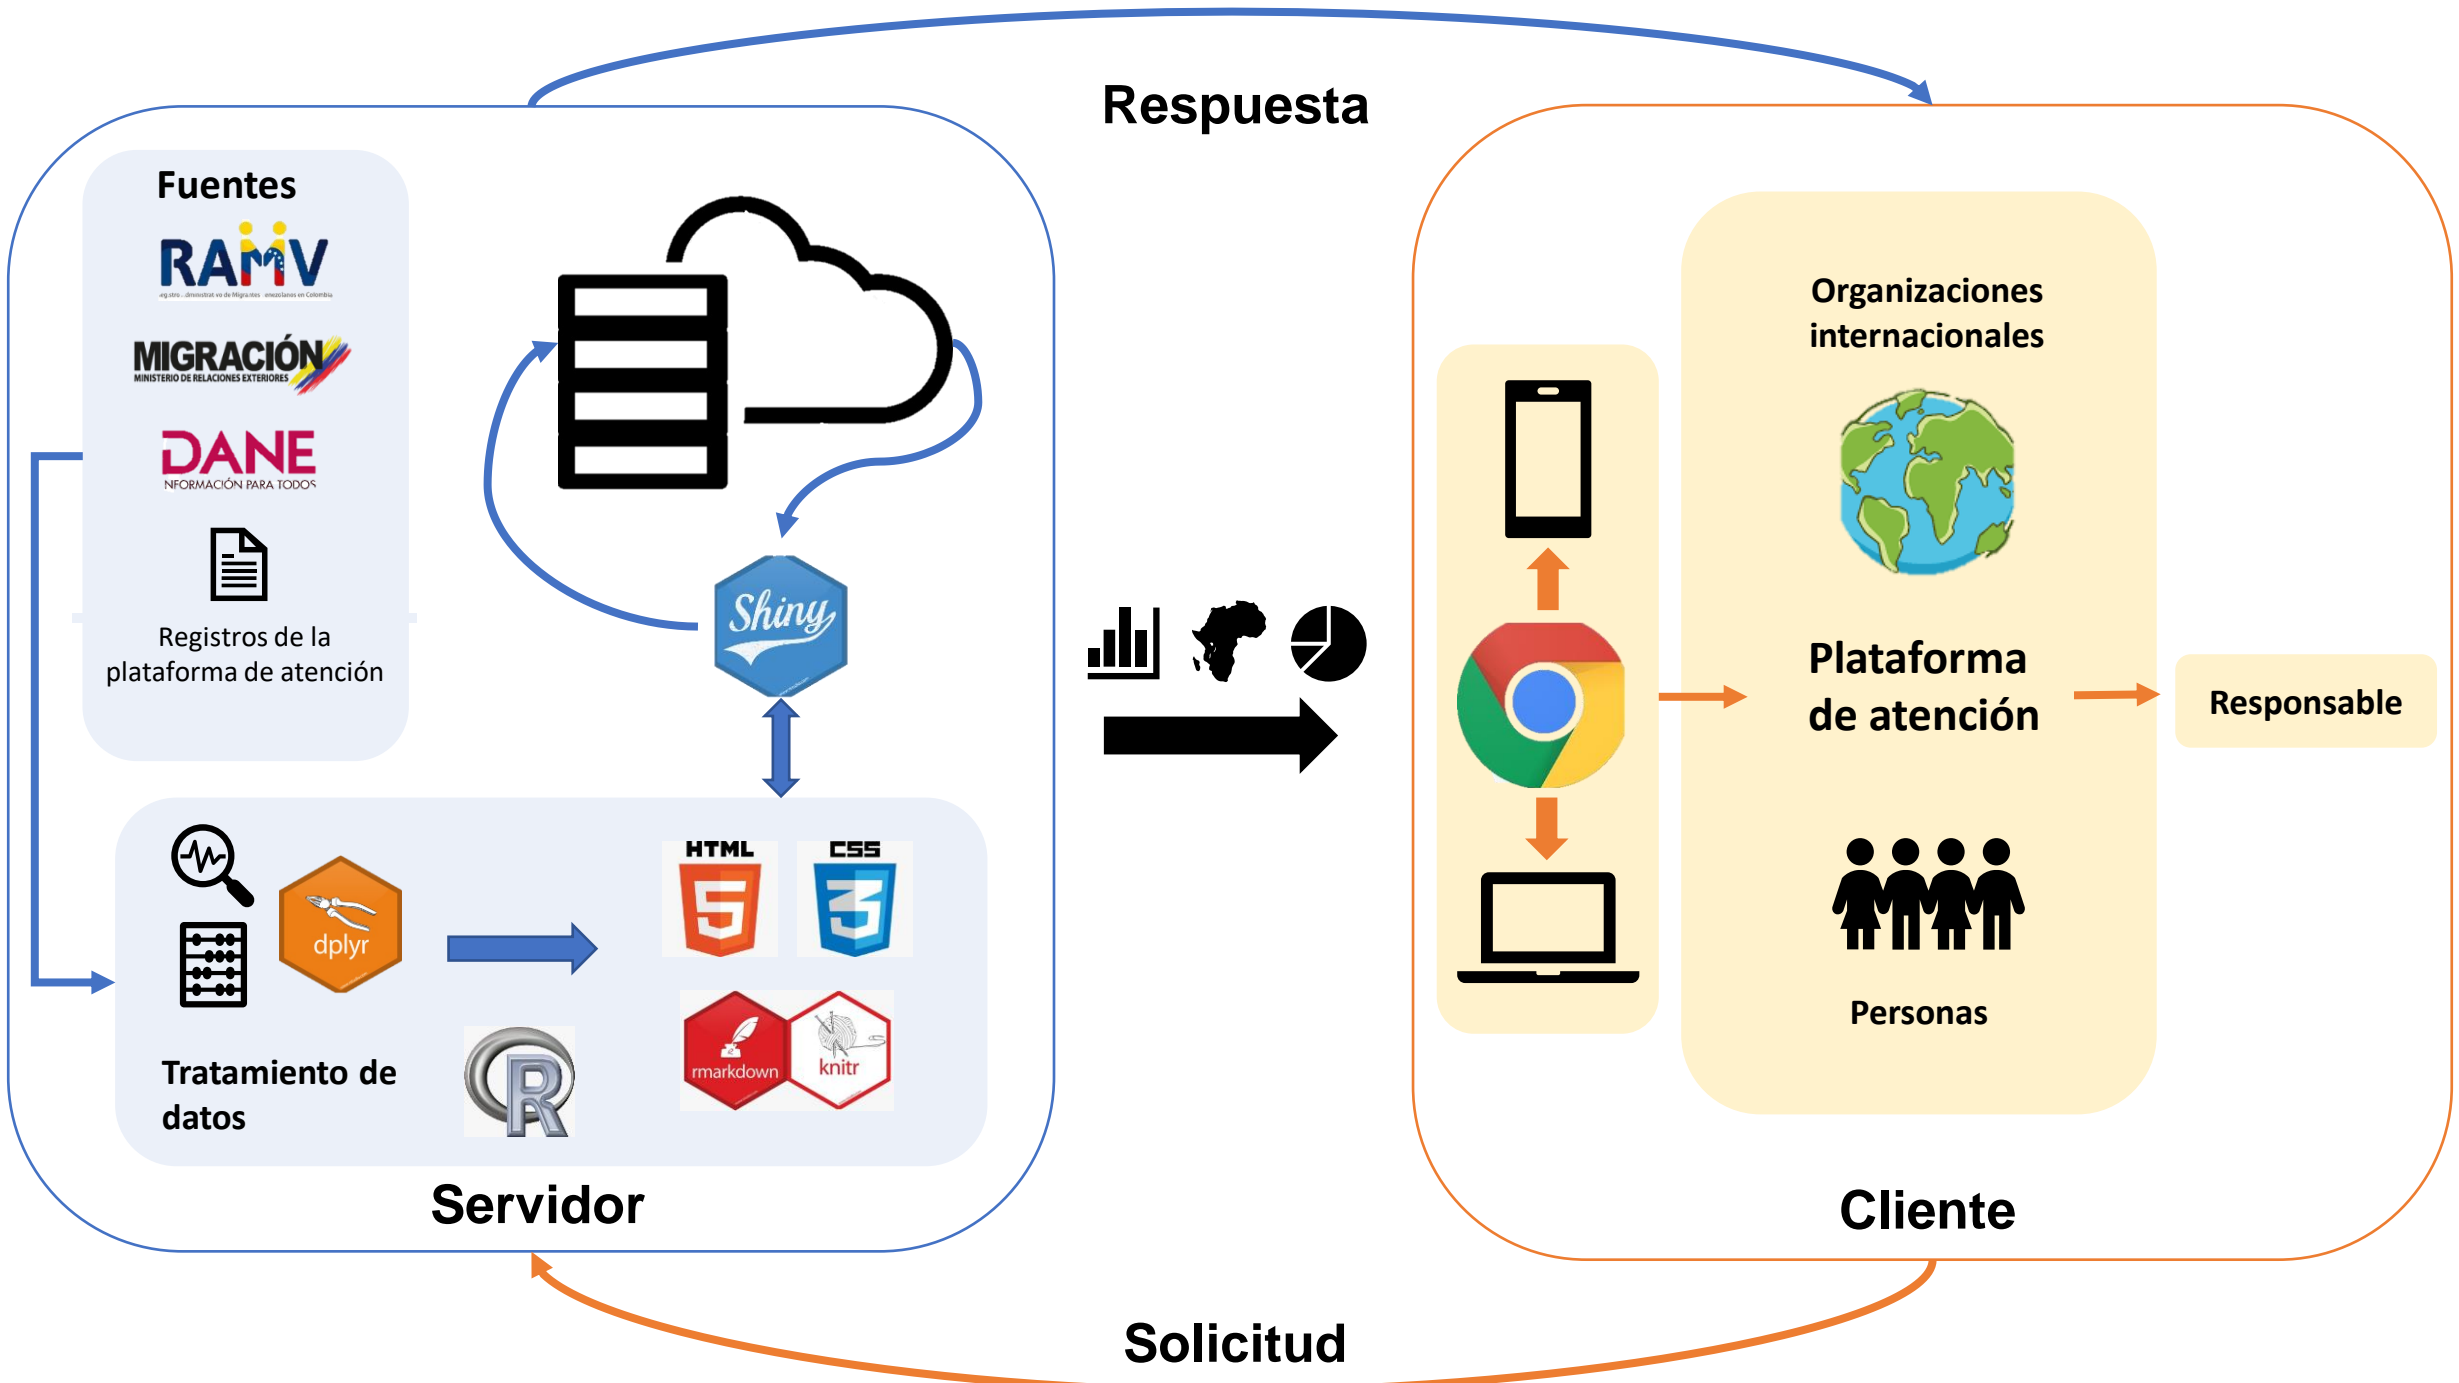 Respuesta
Fuentes
RAMV
MIGRACIÓN
MINISTERIO DE RELACIONES EXTERIORES
DANE
NFORMACIÓN PARA TODOS
Registros de la
plataforma de atención
Shiny
HTML
CSS
dplyr
rmarkdown
knitr
R
Tratamiento de
datos
Servidor
Organizaciones
internacionales
Plataforma
de atención
Responsable
Personas
Cliente
Solicitud